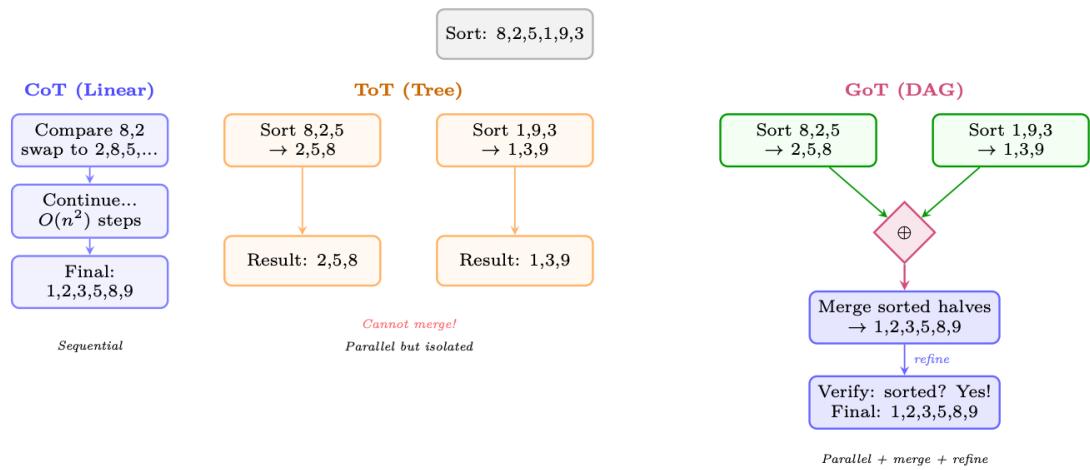 Sort: 8,2,5,1,9,3
CoT (Linear)
Compare 8,2
swap to 2,8,5,...
Continue...
O(n²) steps
Final:
1,2,3,5,8,9
Sequential
ToT (Tree)
Sort 8,2,5
→ 2,5,8
Sort 1,9,3
→ 1,3,9
Result: 2,5,8
Result: 1,3,9
Cannot merge!
Parallel but isolated
GoT (DAG)
Sort 8,2,5
→ 2,5,8
Sort 1,9,3
→ 1,3,9
⊕
Merge sorted halves
→ 1,2,3,5,8,9
refine
Verify: sorted? Yes!
Final: 1,2,3,5,8,9
Parallel + merge + refine